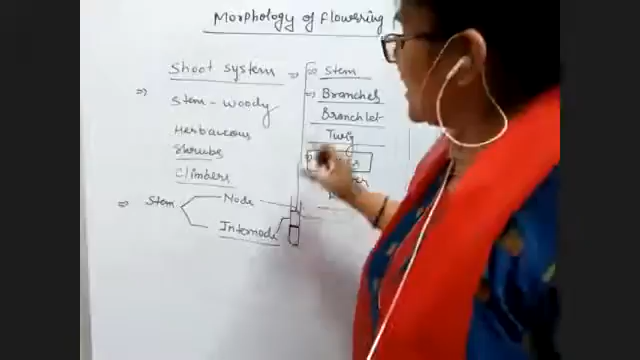 Morphology of flowering
Shoot system
Stem - woody
Herbaceous
Shrubs
Climbers
Stem
Node
Internode
Stem
Branches
Branchlet
Twig